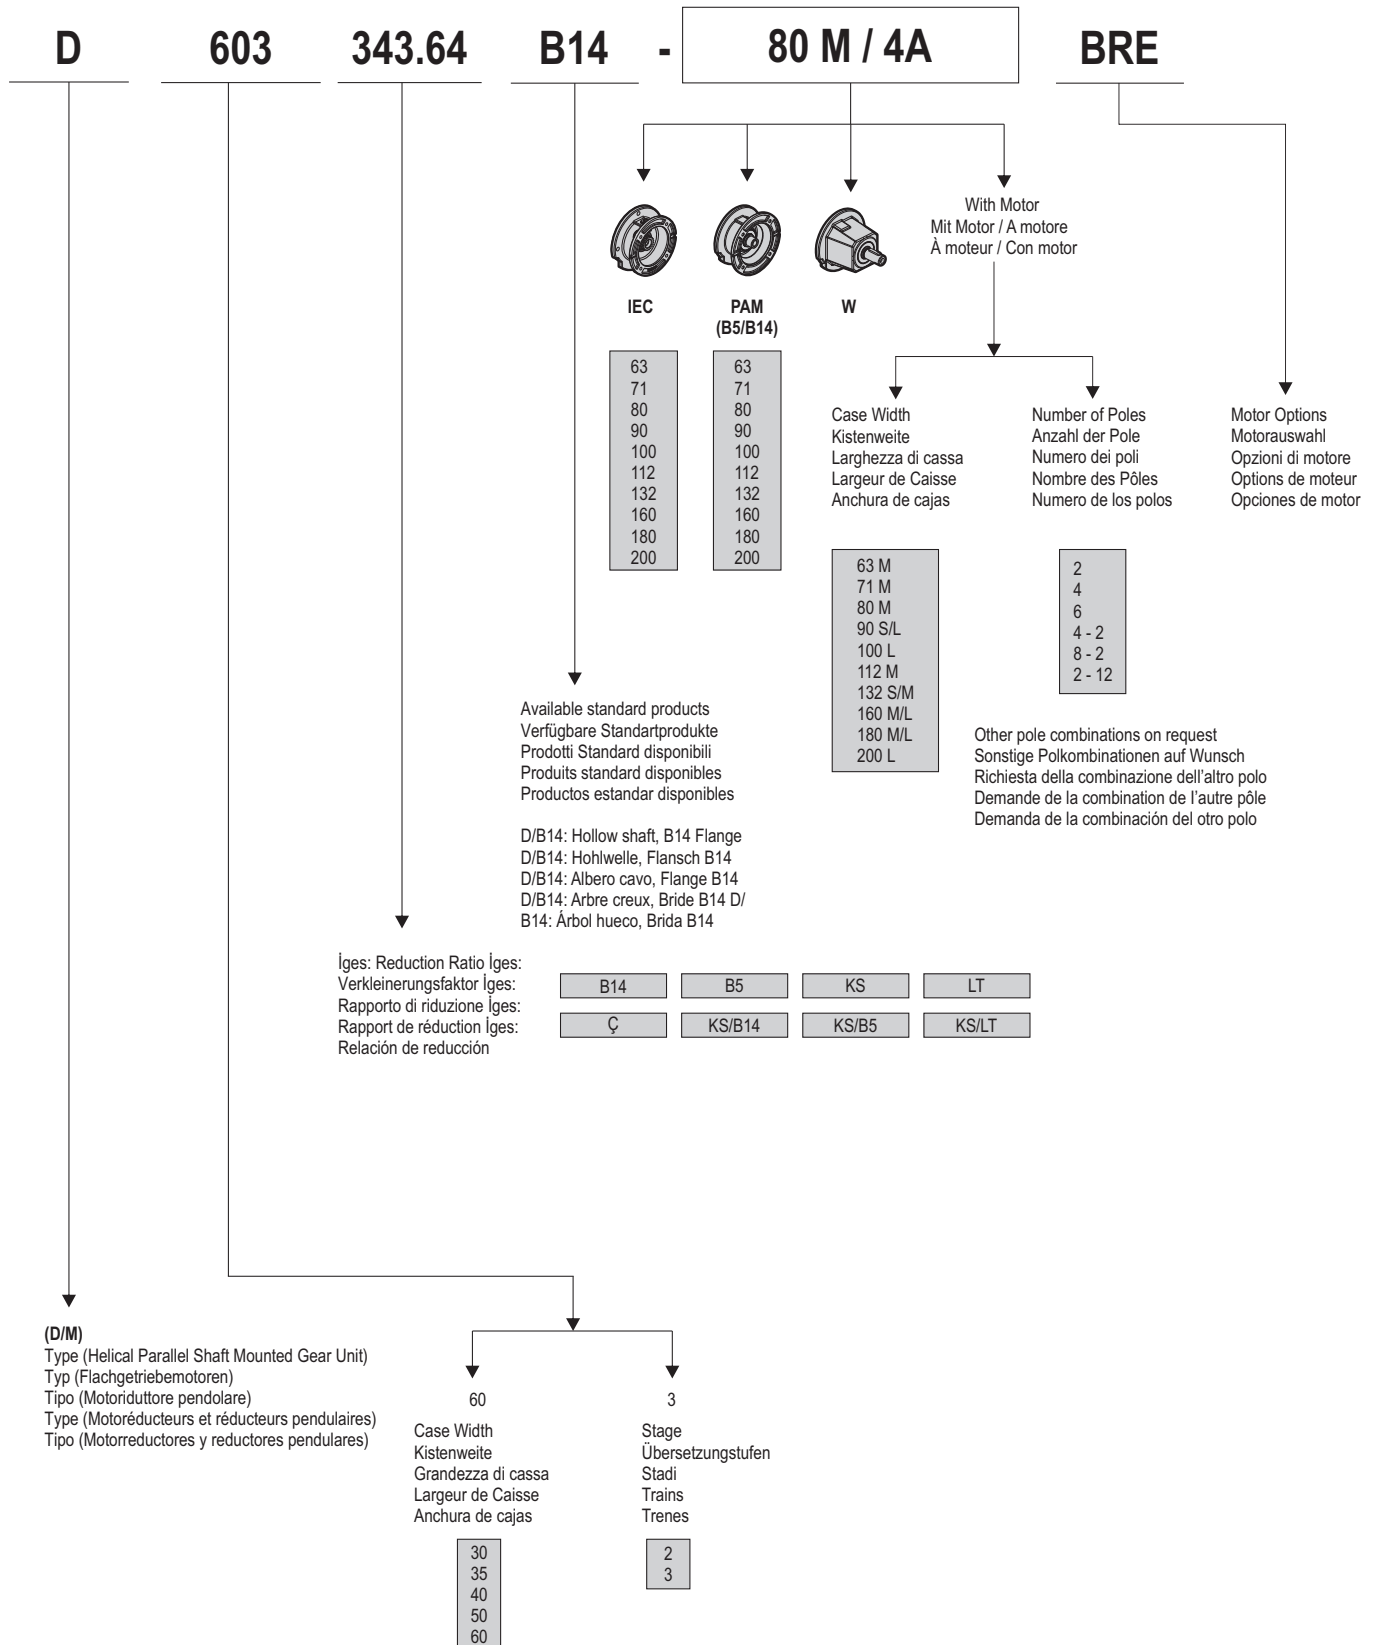 D 603 343.64 B14 - 80 M / 4A BRE
With Motor
Mit Motor / A motore
À moteur / Con motor
IEC
PAM
(B5/B14)
W
63
71
80
90
100
112
132
160
180
200
63
71
80
90
100
112
132
160
180
200
Case Width
Kistenweite
Larghezza di cassa
Largeur de Caisse
Anchura de cajas
Number of Poles
Anzahl der Pole
Numero dei poli
Nombre des Pôles
Numero de los polos
Motor Options
Motorauswahl
Opzioni di motore
Options de moteur
Opciones de motor
63 M
71 M
80 M
90 S/L
100 L
112 M
132 S/M
160 M/L
180 M/L
200 L
2
4
6
4 - 2
8 - 2
2 - 12
Other pole combinations on request
Sonstige Polkombinationen auf Wunsch
Richiesta della combinazione dell'altro polo
Demande de la combination de l'autre pôle
Demanda de la combinación del otro polo
Available standard products
Verfügbare Standartprodukte
Prodotti Standard disponibili
Produits standard disponibles
Productos estandar disponibles
D/B14: Hollow shaft, B14 Flange
D/B14: Hohlwelle, Flansch B14
D/B14: Albero cavo, Flange B14
D/B14: Arbre creux, Bride B14 D/
B14: Árbol hueco, Brida B14
İges: Reduction Ratio İges:
Verkleinerungsfaktor İges:
Rapporto di riduzione İges:
Rapport de réduction İges:
Relación de reducción
B14 B5 KS LT
Ç KS/B14 KS/B5 KS/LT
(D/M)
Type (Helical Parallel Shaft Mounted Gear Unit)
Typ (Flachgetriebemotoren)
Tipo (Motoriduttore pendolare)
Type (Motoréducteurs et réducteurs pendulaires)
Tipo (Motorreductores y reductores pendulares)
60
Case Width
Kistenweite
Grandezza di cassa
Largeur de Caisse
Anchura de cajas
30
35
40
50
60
3
Stage
Übersetzungstufen
Stadi
Trains
Trenes
2
3